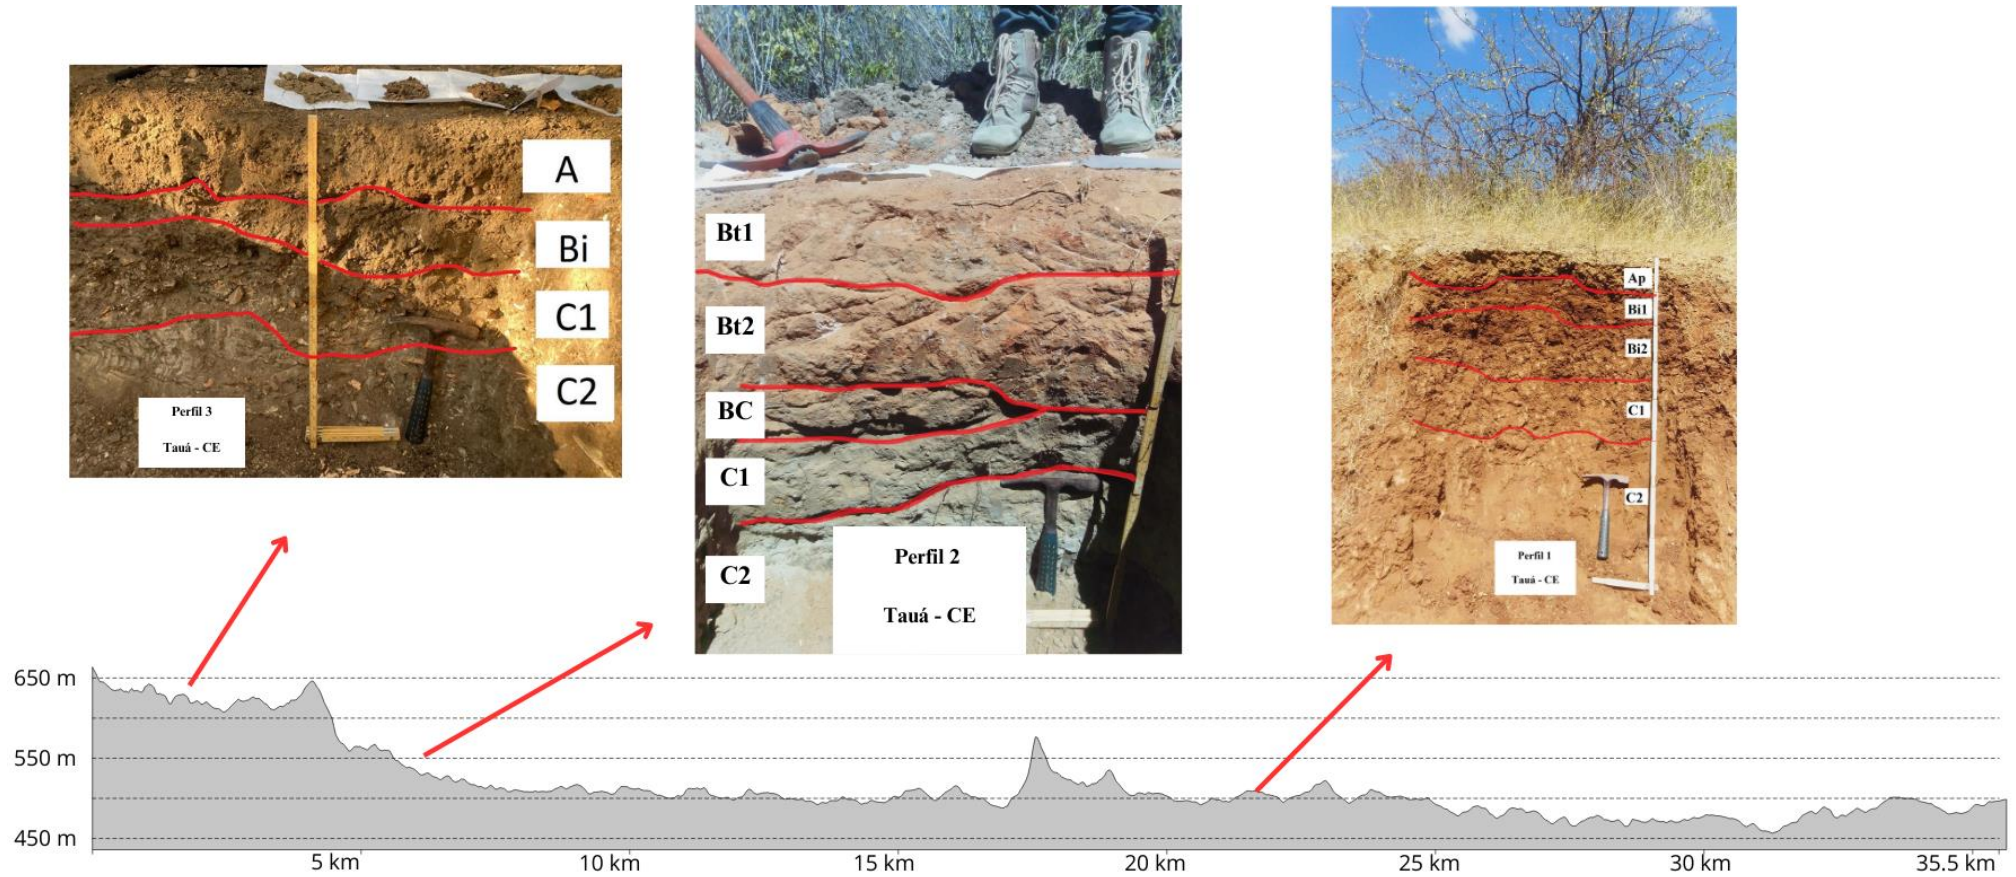 A
Bi
C1
C2
Perfil 3
Tauá - CE
Bt1
Bt2
BC
C1
C2
Perfil 2
Tauá - CE
Ap
Bi1
Bi2
C1
C2
Perfil 1
Tauá - CE
650 m
550 m
450 m
5 km
10 km
15 km
20 km
25 km
30 km
35.5 km